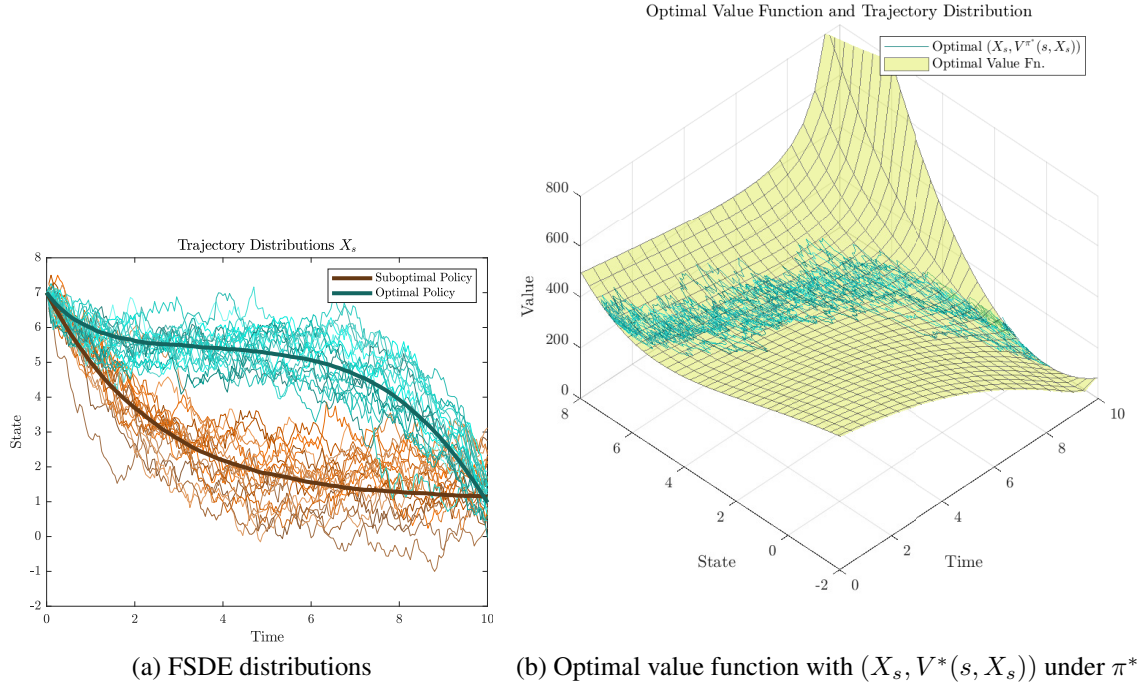 Optimal Value Function and Trajectory Distribution
Optimal $(X_s, V^{\pi^*}(s, X_s))$
Optimal Value Fn.
800
600
400
200
0
Value
8
6
4
2
0
-2
State
0
2
4
6
8
10
Time
Trajectory Distributions $X_s$
Suboptimal Policy
Optimal Policy
8
7
6
5
4
3
2
1
0
-1
-2
State
0
2
4
6
8
10
Time
(a) FSDE distributions
(b) Optimal value function with $(X_s, V^*(s, X_s))$ under $\pi^*$